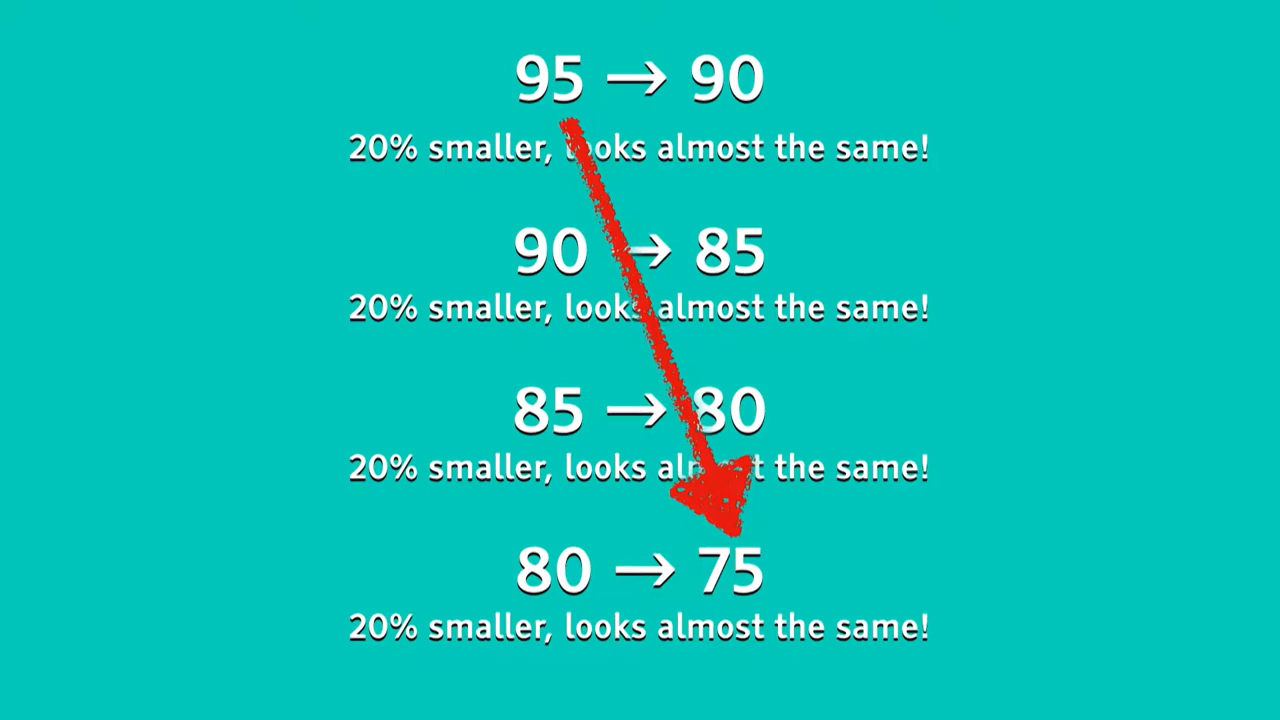 95 → 90
20% smaller, looks almost the same!
90 → 85
20% smaller, looks almost the same!
85 → 80
20% smaller, looks almost the same!
80 → 75
20% smaller, looks almost the same!